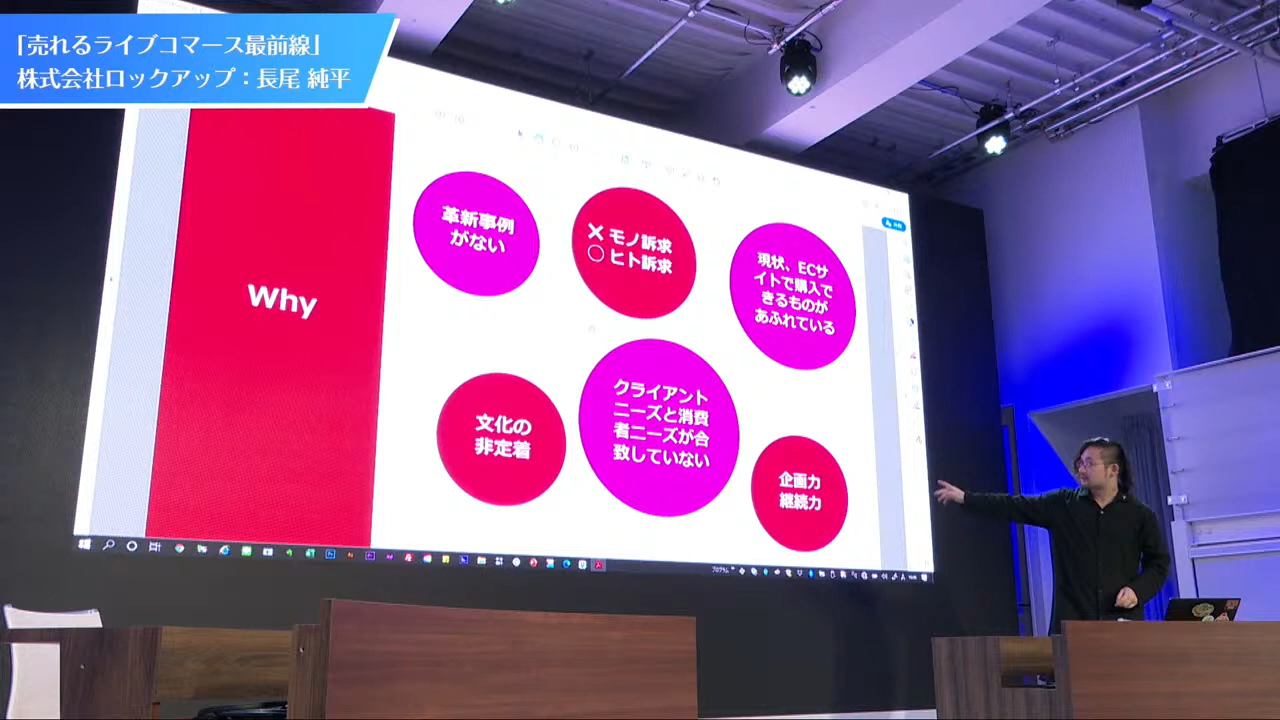 「売れるライブコマース最前線」
株式会社ロックアップ：長尾 純平
Why
革新事例
がない
✕ モノ訴求
○ ヒト訴求
現状、ECサ
イトで購入で
きるものが
あふれている
文化の
非定着
クライアント
ニーズと消費
者ニーズが合
致していない
企画力
継続力